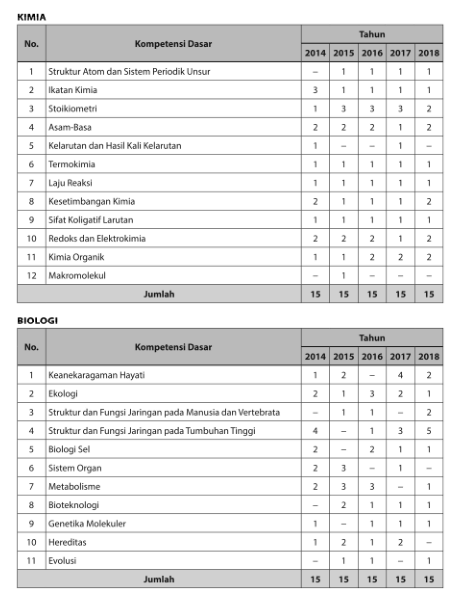 KIMIA
No. Kompetensi Dasar Tahun
2014 2015 2016 2017 2018
1 Struktur Atom dan Sistem Periodik Unsur – 1 1 1 1
2 Ikatan Kimia 3 1 1 1 1
3 Stoikiometri 1 3 3 3 2
4 Asam-Basa 2 2 2 1 2
5 Kelarutan dan Hasil Kali Kelarutan 1 – – 1 –
6 Termokimia 1 1 1 1 1
7 Laju Reaksi 1 1 1 1 1
8 Kesetimbangan Kimia 2 1 1 1 2
9 Sifat Koligatif Larutan 1 1 1 1 1
10 Redoks dan Elektrokimia 2 2 2 1 2
11 Kimia Organik 1 1 2 2 2
12 Makromolekul – 1 – – –
Jumlah 15 15 15 15 15
BIOLOGI
No. Kompetensi Dasar Tahun
2014 2015 2016 2017 2018
1 Keanekaragaman Hayati 1 2 – 4 2
2 Ekologi 2 1 3 2 1
3 Struktur dan Fungsi Jaringan pada Manusia dan Vertebrata – 1 1 – 2
4 Struktur dan Fungsi Jaringan pada Tumbuhan Tinggi 4 – 1 3 5
5 Biologi Sel 2 – 2 1 1
6 Sistem Organ 2 3 – 1 –
7 Metabolisme 2 3 3 – 1
8 Bioteknologi – 2 1 1 1
9 Genetika Molekuler 1 – 1 1 1
10 Hereditas 1 2 1 2 –
11 Evolusi – 1 1 – 1
Jumlah 15 15 15 15 15